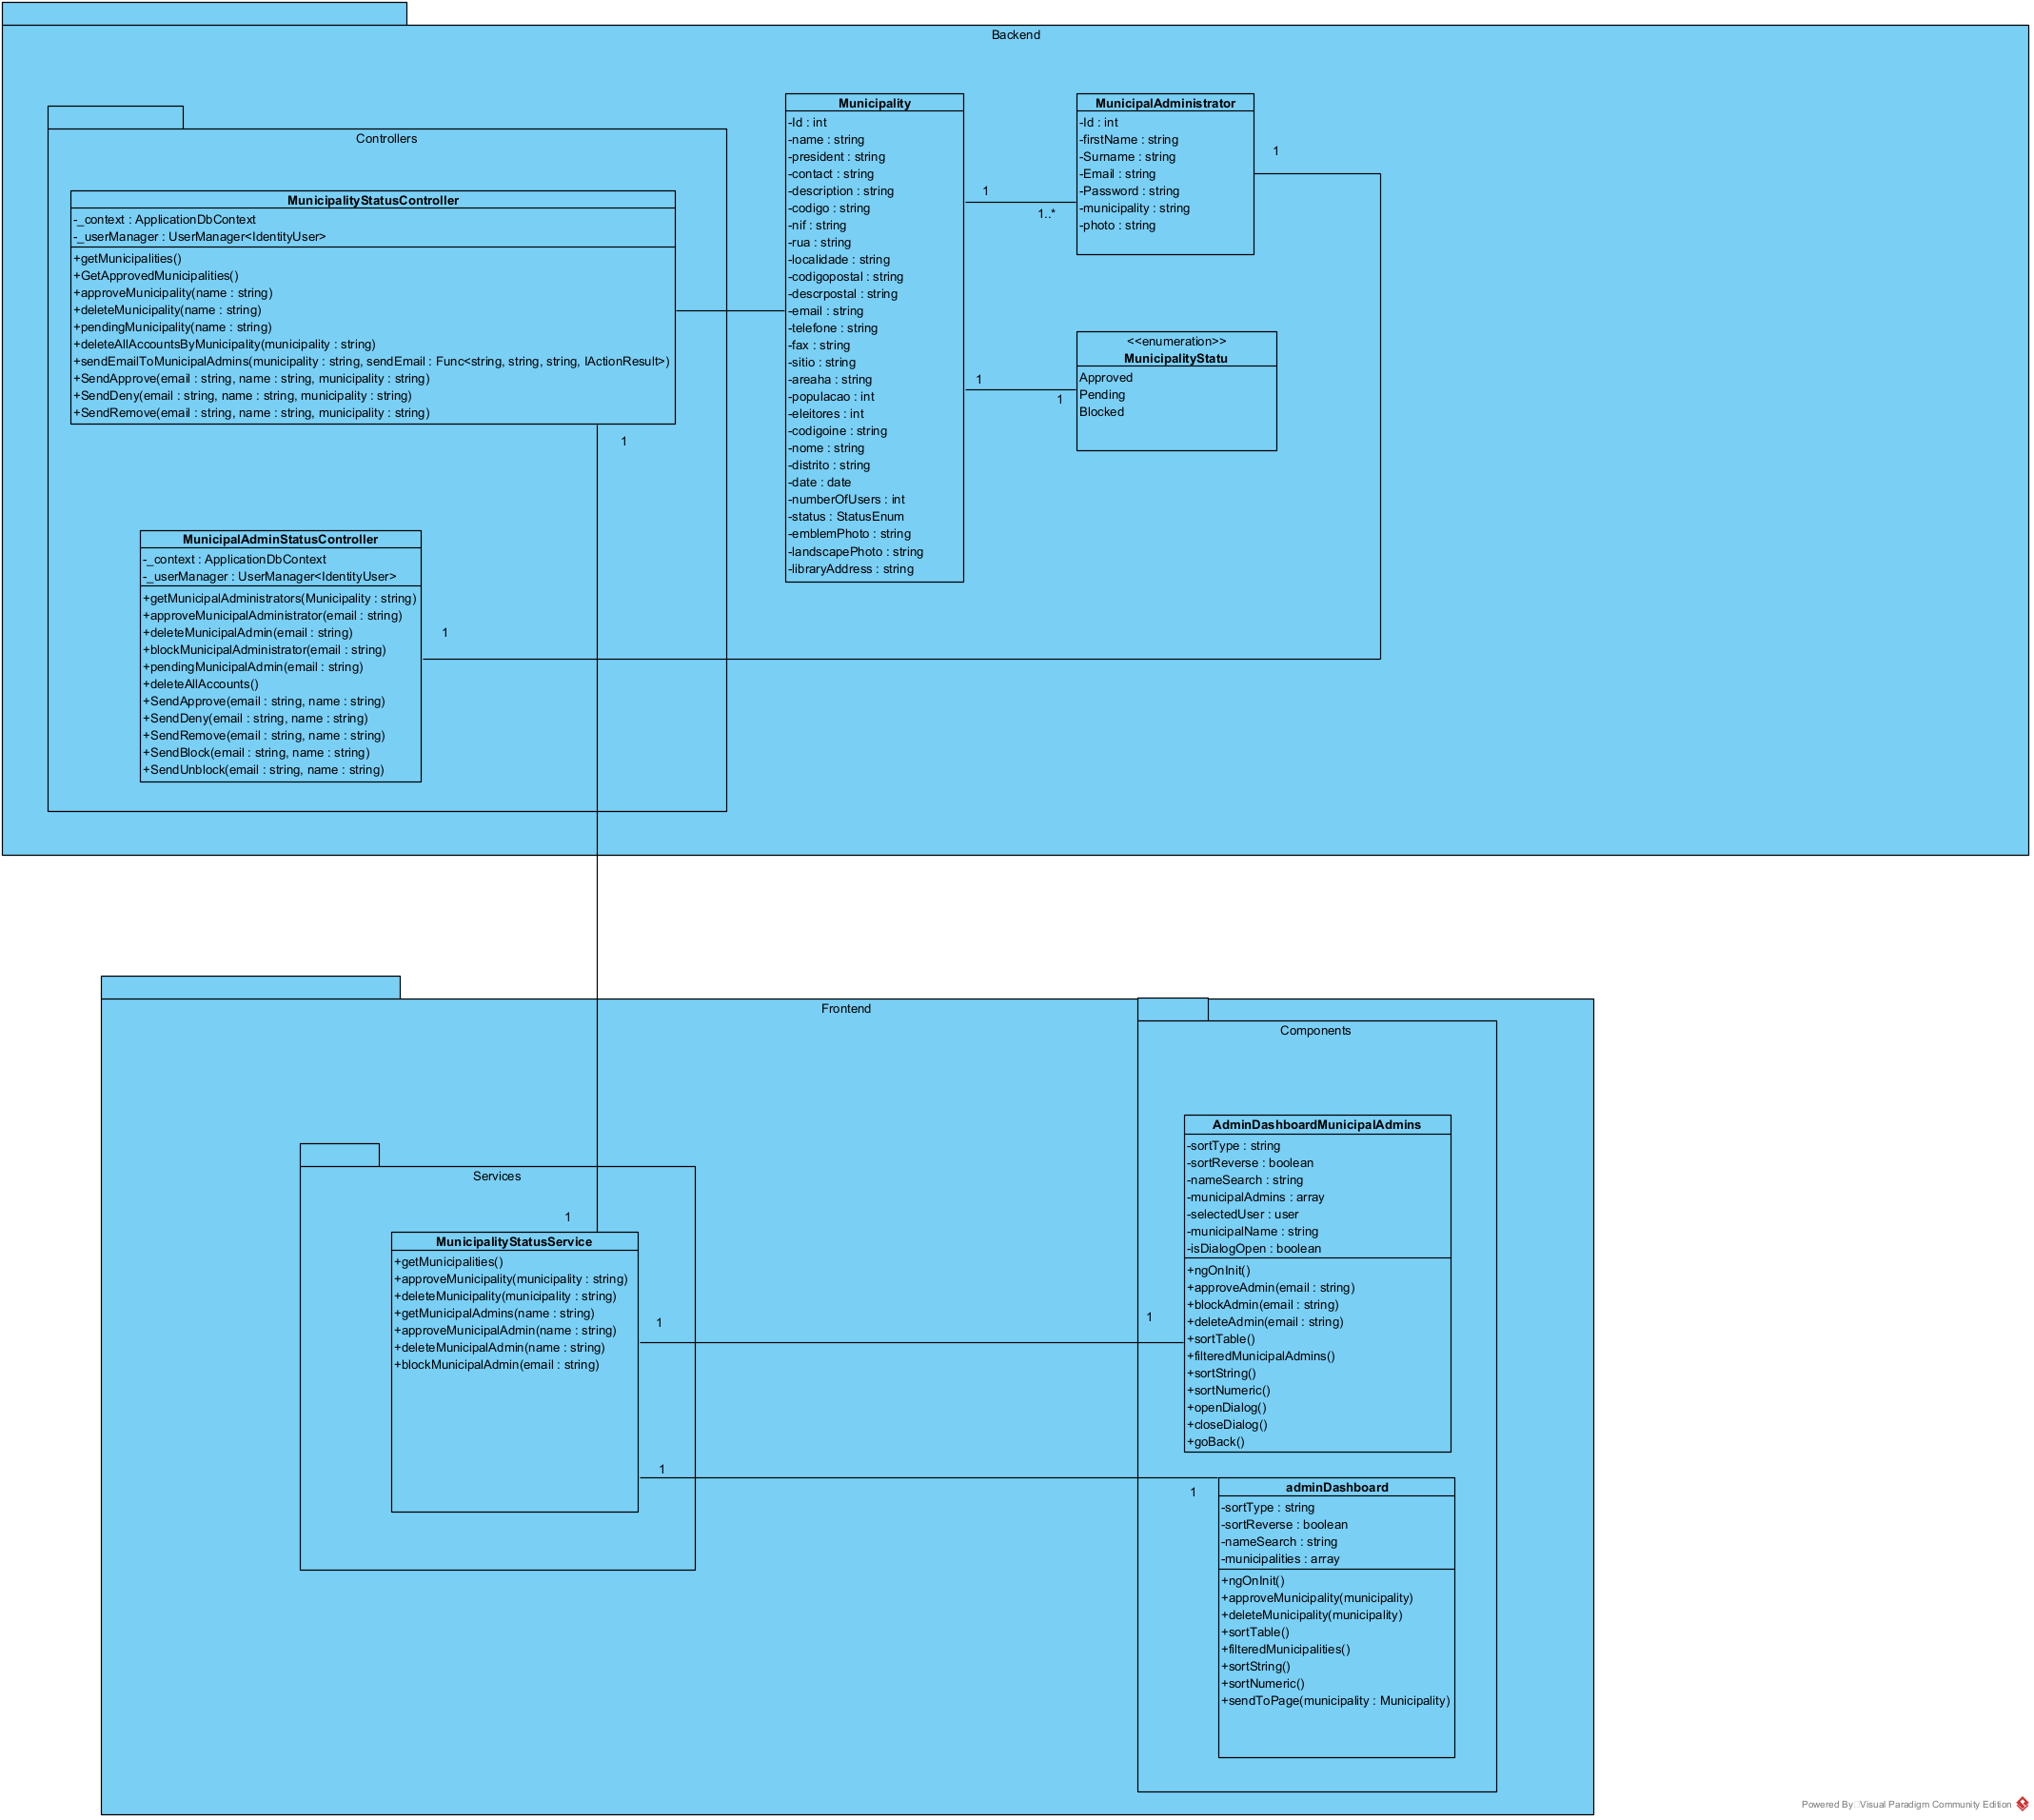 Backend
Controllers
MunicipalityStatusController
-_context : ApplicationDbContext
-_userManager : UserManager<IdentityUser>
+getMunicipalities()
+GetApprovedMunicipalities()
+approveMunicipality(name : string)
+deleteMunicipality(name : string)
+pendingMunicipality(name : string)
+deleteAllAccountsByMunicipality(municipality : string)
+sendEmailToMunicipalAdmins(municipality : string, sendEmail : Func<string, string, string, IActionResult>)
+SendApprove(email : string, name : string, municipality : string)
+SendDeny(email : string, name : string, municipality : string)
+SendRemove(email : string, name : string, municipality : string)
1
MunicipalAdminStatusController
-_context : ApplicationDbContext
-_userManager : UserManager<IdentityUser>
+getMunicipalAdministrators(Municipality : string)
+approveMunicipalAdministrator(email : string)
+deleteMunicipalAdmin(email : string)
+blockMunicipalAdministrator(email : string)
+pendingMunicipalAdmin(email : string)
+deleteAllAccounts()
+SendApprove(email : string, name : string)
+SendDeny(email : string, name : string)
+SendRemove(email : string, name : string)
+SendBlock(email : string, name : string)
+SendUnblock(email : string, name : string)
1
Municipality
-Id : int
-name : string
-president : string
-contact : string
-description : string
-codigo : string
-nif : string
-rua : string
-localidade : string
-codigopostal : string
-descrpostal : string
-email : string
-telefone : string
-fax : string
-sitio : string
-areaha : string
-populacao : int
-eleitores : int
-codigoine : string
-nome : string
-distrito : string
-date : date
-numberOfUsers : int
-status : StatusEnum
-emblemPhoto : string
-landscapePhoto : string
-libraryAddress : string
1
1..*
1
1
MunicipalAdministrator
-Id : int
-firstName : string
-Surname : string
-Email : string
-Password : string
-municipality : string
-photo : string
1
<<enumeration>>
MunicipalityStatu
Approved
Pending
Blocked
Frontend
Services
1
MunicipalityStatusService
+getMunicipalities()
+approveMunicipality(municipality : string)
+deleteMunicipality(municipality : string)
+getMunicipalAdmins(name : string)
+approveMunicipalAdmin(name : string)
+deleteMunicipalAdmin(name : string)
+blockMunicipalAdmin(email : string)
1
1
1
1
Components
AdminDashboardMunicipalAdmins
-sortType : string
-sortReverse : boolean
-nameSearch : string
-municipalAdmins : array
-selectedUser : user
-municipalName : string
-isDialogOpen : boolean
+ngOnInit()
+approveAdmin(email : string)
+blockAdmin(email : string)
+deleteAdmin(email : string)
+sortTable()
+filteredMunicipalAdmins()
+sortString()
+sortNumeric()
+openDialog()
+closeDialog()
+goBack()
adminDashboard
-sortType : string
-sortReverse : boolean
-nameSearch : string
-municipalities : array
+ngOnInit()
+approveMunicipality(municipality)
+deleteMunicipality(municipality)
+sortTable()
+filteredMunicipalities()
+sortString()
+sortNumeric()
+sendToPage(municipality : Municipality)
Powered By Visual Paradigm Community Edition